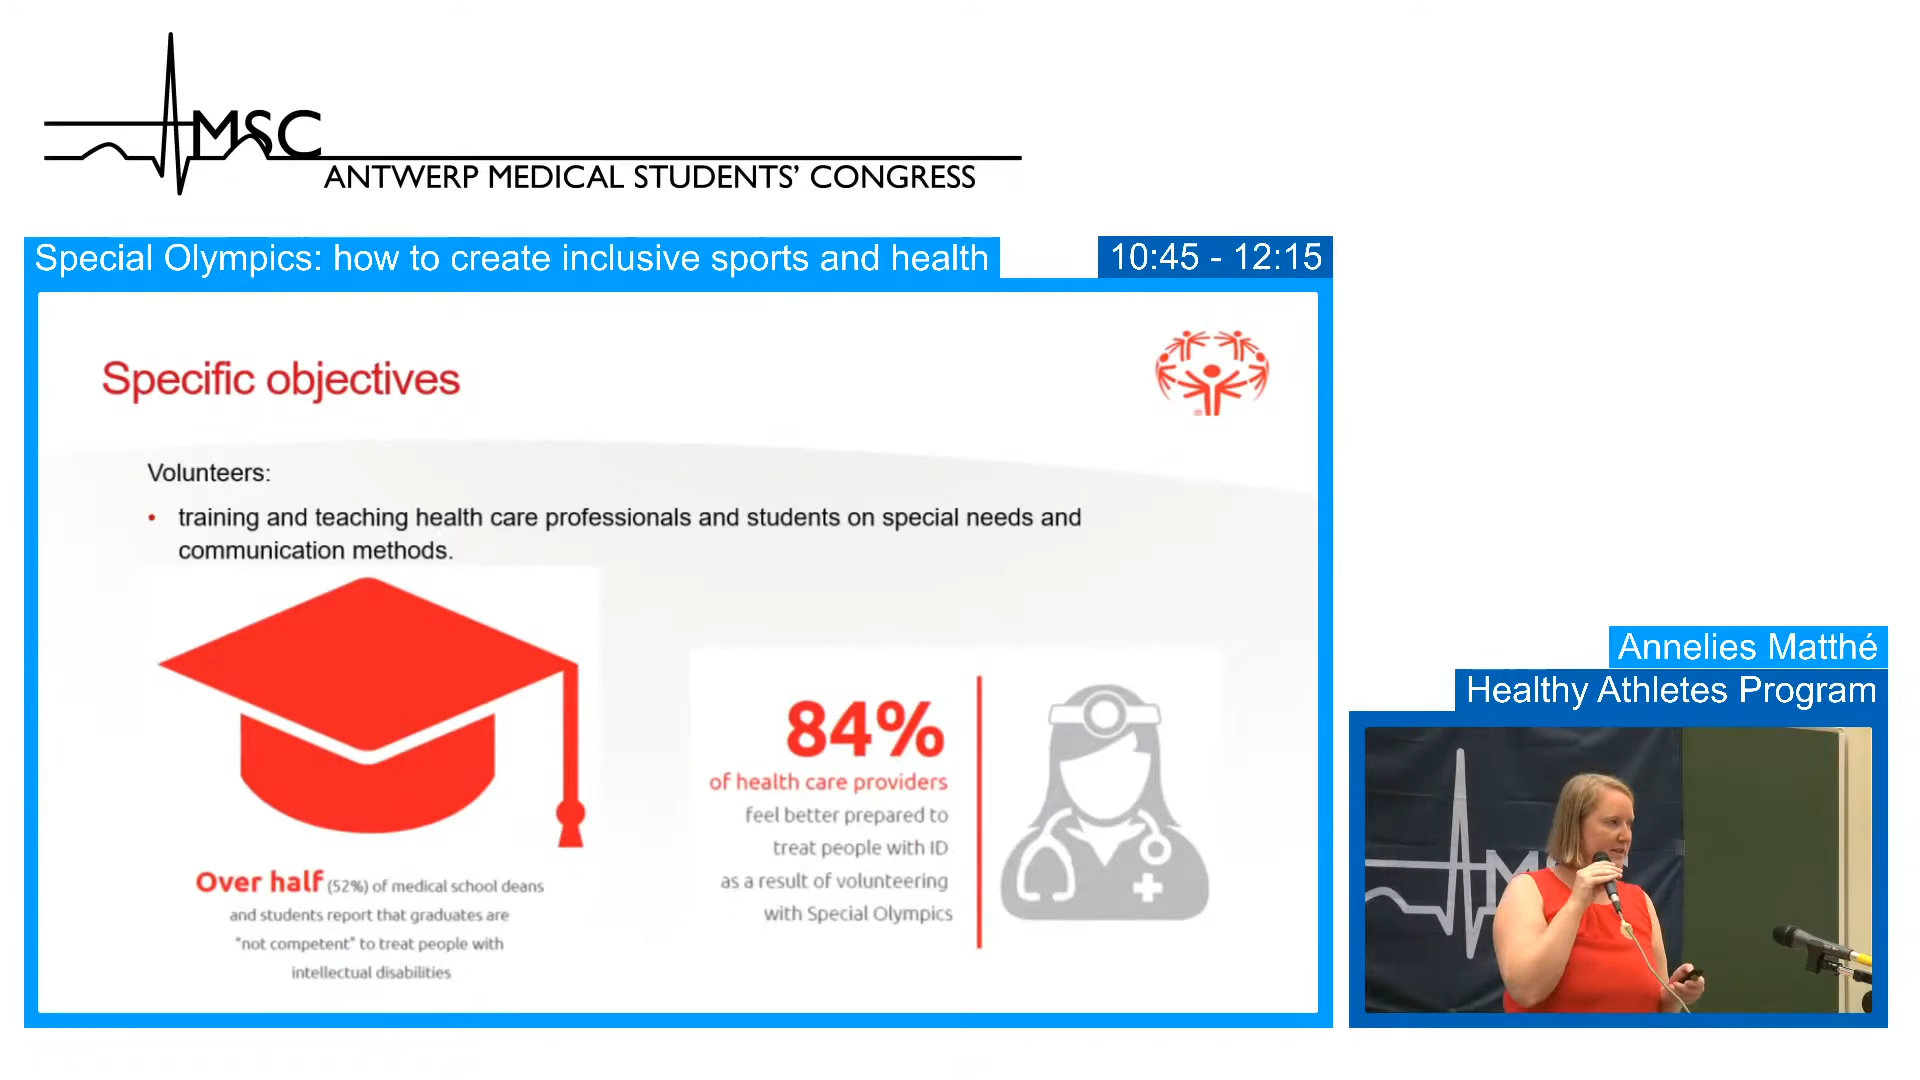 MSC
ANTWERP MEDICAL STUDENTS’ CONGRESS
Special Olympics: how to create inclusive sports and health
10:45 - 12:15
Specific objectives
Volunteers:
• training and teaching health care professionals and students on special needs and
communication methods.
Over half (52%) of medical school deans
and students report that graduates are
"not competent" to treat people with
intellectual disabilities
84%
of health care providers
feel better prepared to
treat people with ID
as a result of volunteering
with Special Olympics
Annelies Matthé
Healthy Athletes Program